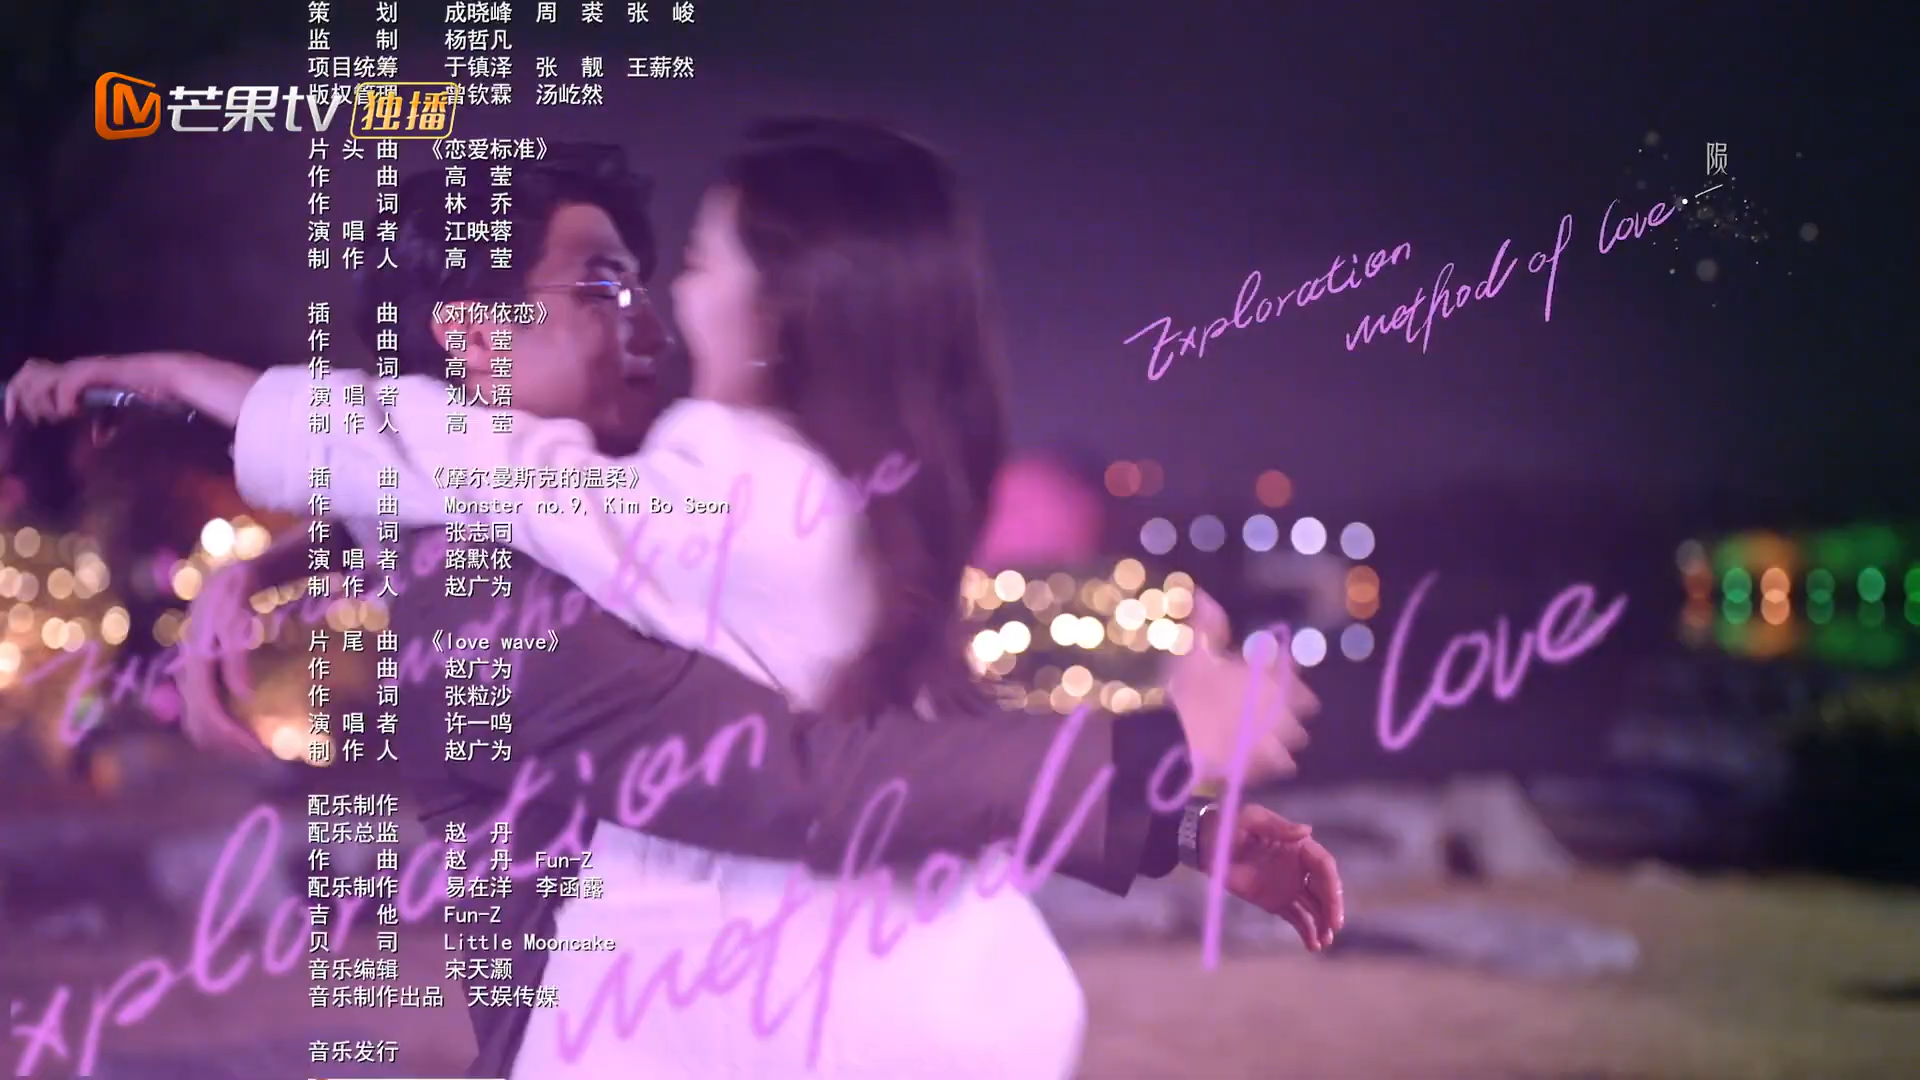 策 划 成晓峰 周 裘 张 峻
监 制 杨哲凡
项目统筹 于镇泽 张 靓 王薪然
版权管理 曾钦霖 汤屹然
芒果tv 独播
片头曲 《恋爱标准》
作 曲 高 莹
作 词 林 乔
演唱者 江映蓉
制作人 高 莹
插 曲 《对你依恋》
作 曲 高 莹
作 词 高 莹
演唱者 刘人语
制作人 高 莹
插 曲 《摩尔曼斯克的温柔》
作 曲 Monster no.9, Kim Bo Seon
作 词 张志同
演唱者 路默依
制作人 赵广为
片尾曲 《love wave》
作 曲 赵广为
作 词 张粒沙
演唱者 许一鸣
制作人 赵广为
配乐制作
配乐总监 赵 丹
作 曲 赵 丹 Fun-Z
配乐制作 易在洋 李函露
吉 他 Fun-Z
贝 司 Little Mooncake
音乐编辑 宋天灏
音乐制作出品 天娱传媒
音乐发行
陨
Exploration
method of love
Exploration
method of love
xploration
method of love